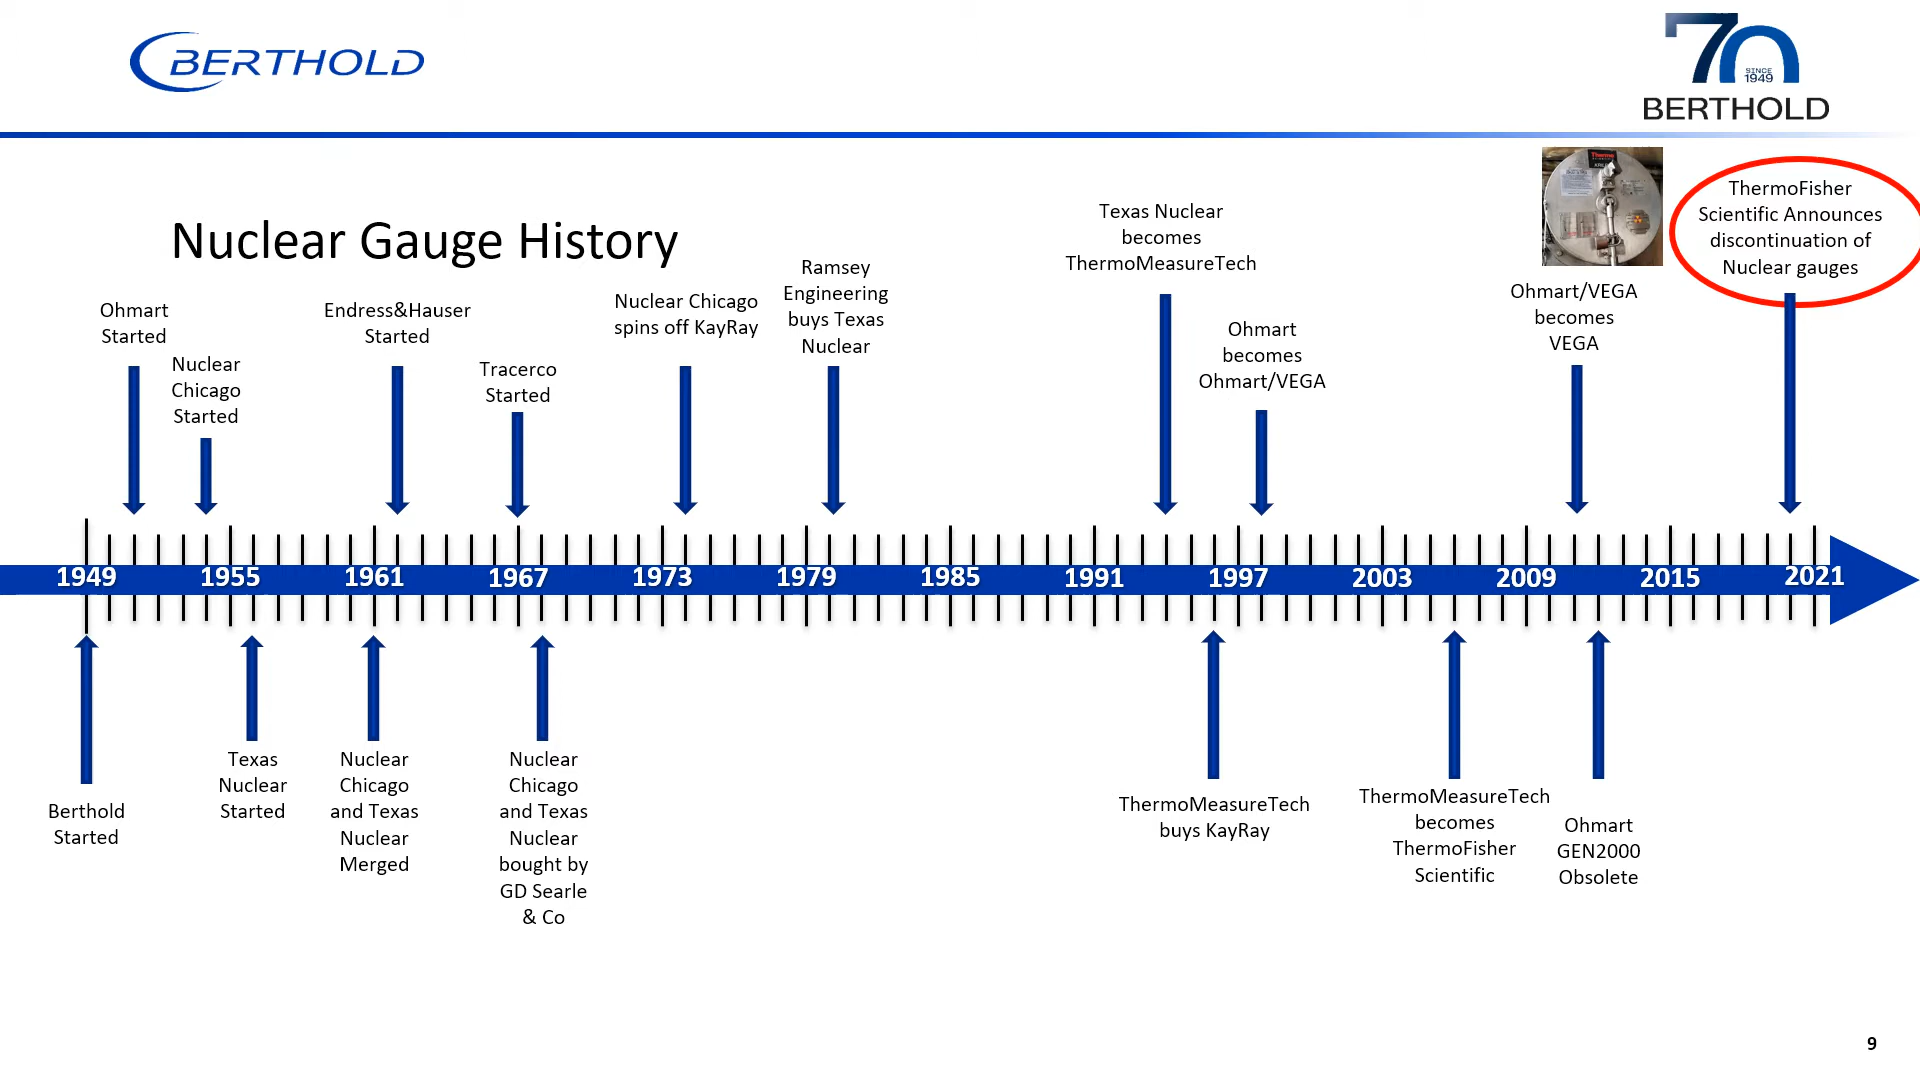 BERTHOLD
70
SINCE
1949
BERTHOLD
Nuclear Gauge History
Ohmart
Started
Nuclear
Chicago
Started
Endress&Hauser
Started
Tracerco
Started
Nuclear Chicago
spins off KayRay
Ramsey
Engineering
buys Texas
Nuclear
Texas Nuclear
becomes
ThermoMeasureTech
Ohmart
becomes
Ohmart/VEGA
Ohmart/VEGA
becomes
VEGA
ThermoFisher
Scientific Announces
discontinuation of
Nuclear gauges
1949 1955 1961 1967 1973 1979 1985 1991 1997 2003 2009 2015 2021
Berthold
Started
Texas
Nuclear
Started
Nuclear
Chicago
and Texas
Nuclear
Merged
Nuclear
Chicago
and Texas
Nuclear
bought by
GD Searle
& Co
ThermoMeasureTech
buys KayRay
ThermoMeasureTech
becomes
ThermoFisher
Scientific
Ohmart
GEN2000
Obsolete
9